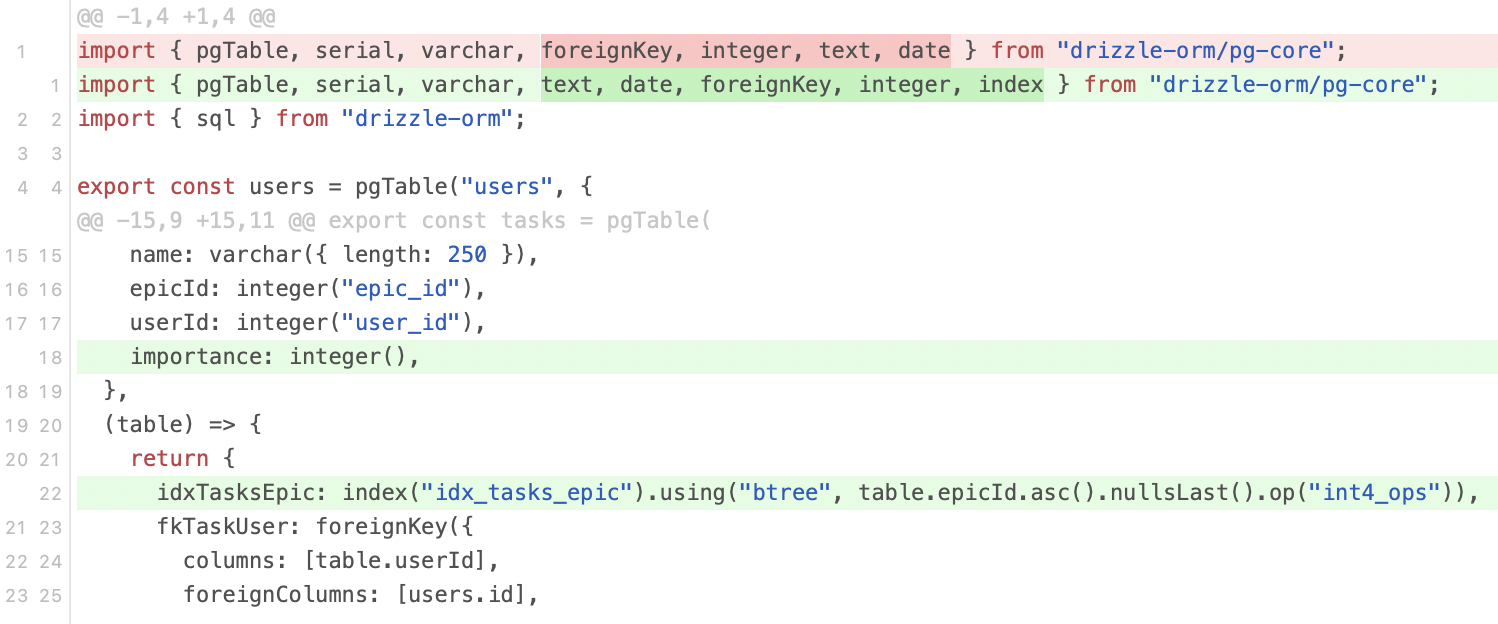 @@ -1,4 +1,4 @@
1 import { pgTable, serial, varchar, foreignKey, integer, text, date } from "drizzle-orm/pg-core";
1 import { pgTable, serial, varchar, text, date, foreignKey, integer, index } from "drizzle-orm/pg-core";
2 2 import { sql } from "drizzle-orm";
3 3
4 4 export const users = pgTable("users", {
@@ -15,9 +15,11 @@ export const tasks = pgTable(
15 15     name: varchar({ length: 250 }),
16 16     epicId: integer("epic_id"),
17 17     userId: integer("user_id"),
18     importance: integer(),
18 19   },
19 20   (table) => {
20 21     return {
22       idxTasksEpic: index("idx_tasks_epic").using("btree", table.epicId.asc().nullsLast().op("int4_ops")),
21 23       fkTaskUser: foreignKey({
22 24         columns: [table.userId],
23 25         foreignColumns: [users.id],